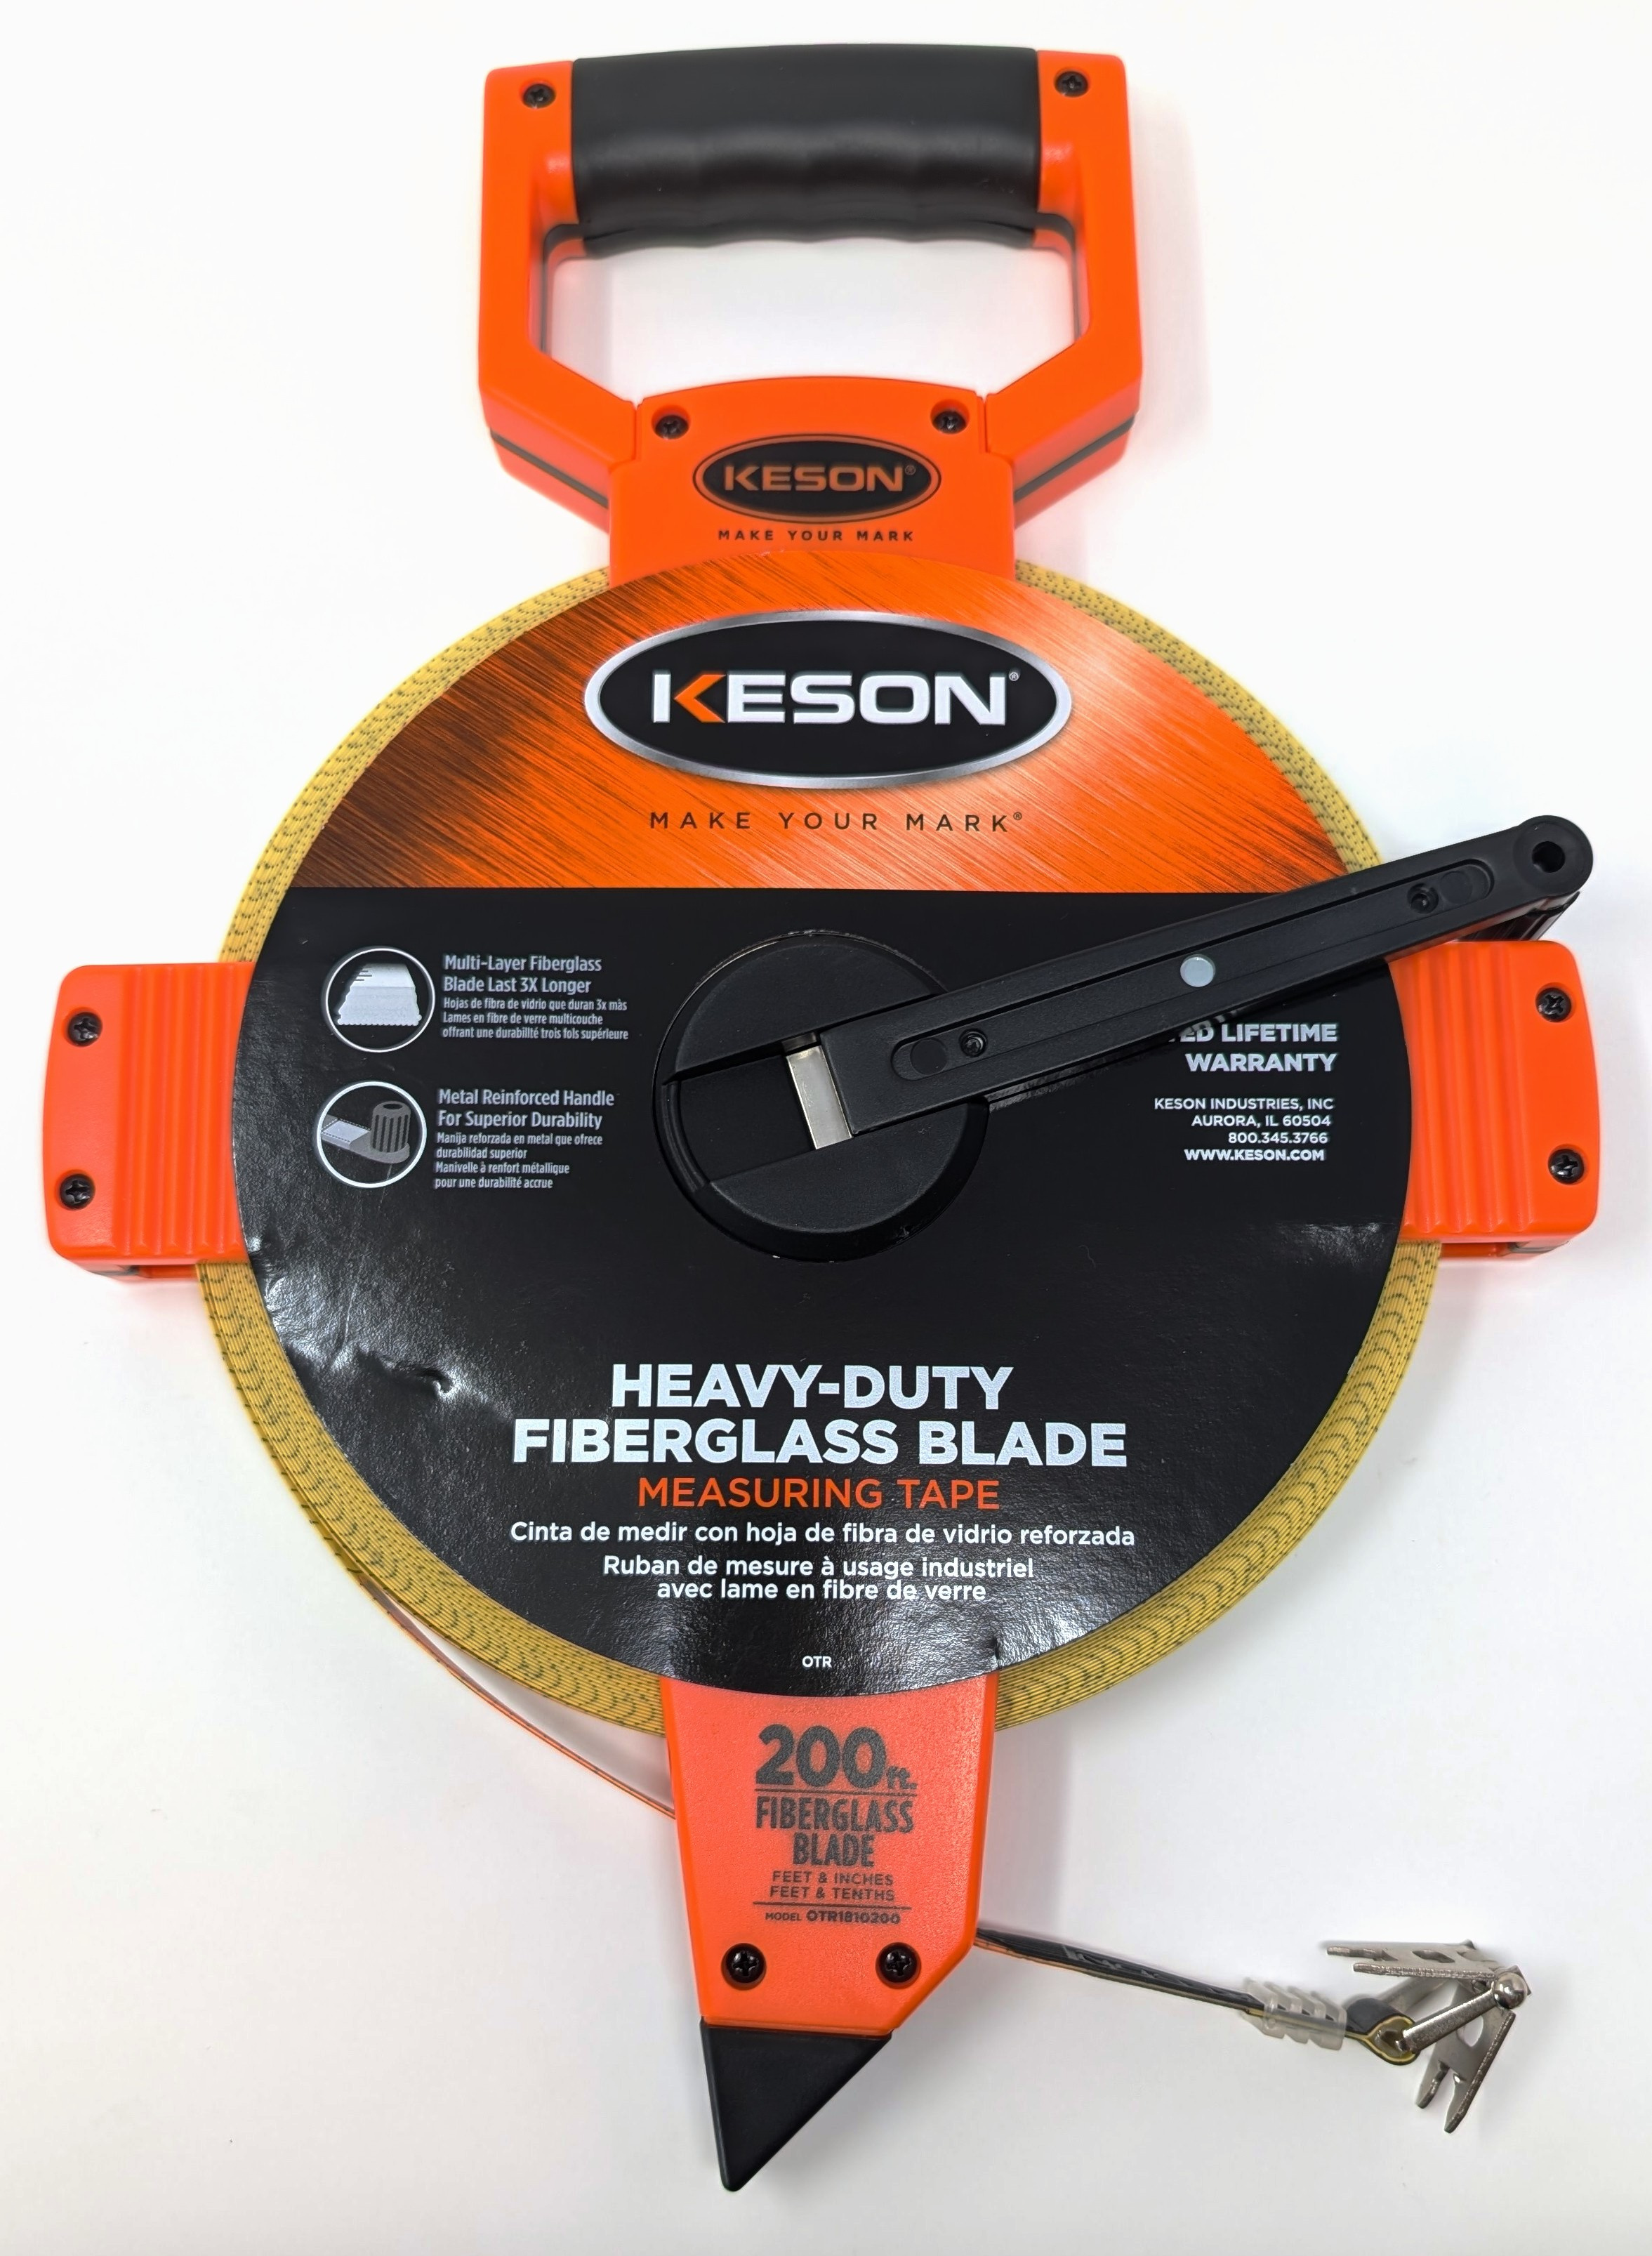 KESON®
MAKE YOUR MARK
KESON®
MAKE YOUR MARK®
Multi-Layer Fiberglass
Blade Last 3X Longer
Hojas de fibra de vidrio que duran 3x màs
Lames en fibre de verre multicouche
offrant une durabilité trois fols supérieure
Metal Reinforced Handle
For Superior Durability
Manija reforzada en metal que ofrece
durabilidad superior
Manivelle à renfort métallique
pour une durabilité accrue
LIFETIME
WARRANTY
KESON INDUSTRIES, INC
AURORA, IL 60504
800.345.3766
WWW.KESON.COM
HEAVY-DUTY
FIBERGLASS BLADE
MEASURING TAPE
Cinta de medir con hoja de fibra de vidrio reforzada
Ruban de mesure à usage industriel
avec lame en fibre de verre
OTR
200ft.
FIBERGLASS
BLADE
FEET & INCHES
FEET & TENTHS
MODEL OTR1810200